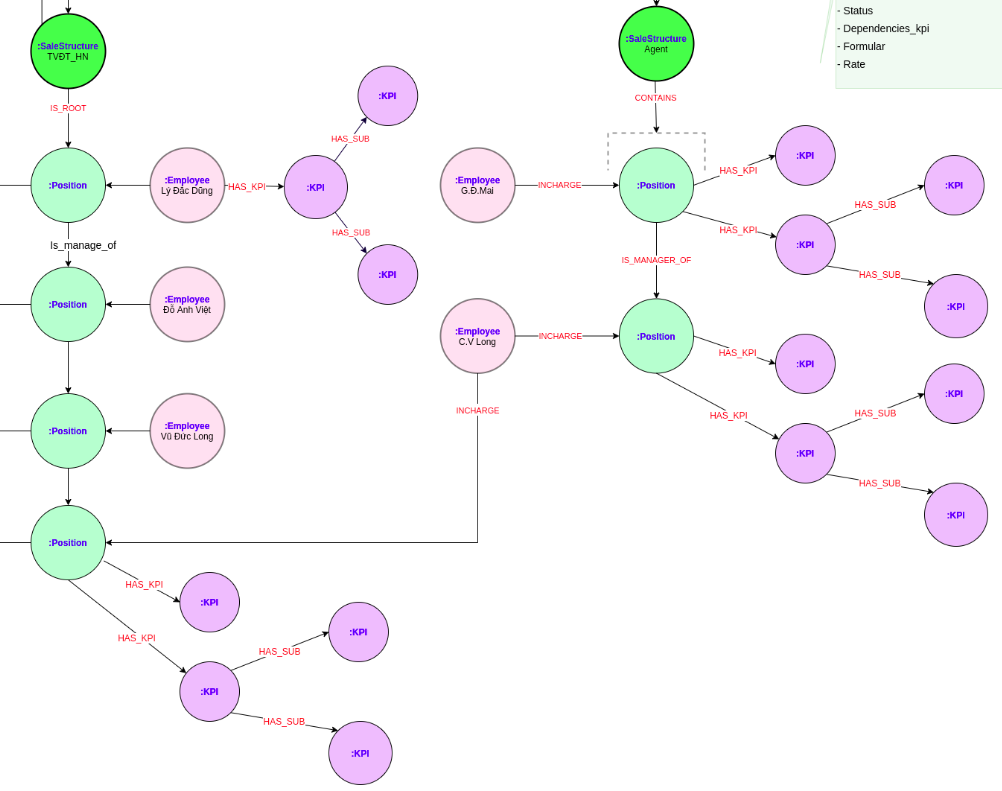 :SaleStructure
TVĐT_HN
IS_ROOT
:Position
:Employee
Lý Đắc Dũng
HAS_KPI
:KPI
HAS_SUB
:KPI
HAS_SUB
:KPI
Is_manage_of
:Position
:Employee
Đỗ Anh Việt
:Position
:Employee
Vũ Đức Long
:Position
HAS_KPI
:KPI
HAS_KPI
:KPI
HAS_SUB
:KPI
HAS_SUB
:KPI
:SaleStructure
Agent
CONTAINS
:Employee
G.Đ.Mai
INCHARGE
:Position
HAS_KPI
:KPI
HAS_KPI
:KPI
HAS_SUB
:KPI
HAS_SUB
:KPI
IS_MANAGER_OF
:Employee
C.V Long
INCHARGE
INCHARGE
:Position
HAS_KPI
:KPI
HAS_KPI
:KPI
HAS_SUB
:KPI
HAS_SUB
:KPI
- Status
- Dependencies_kpi
- Formular
- Rate